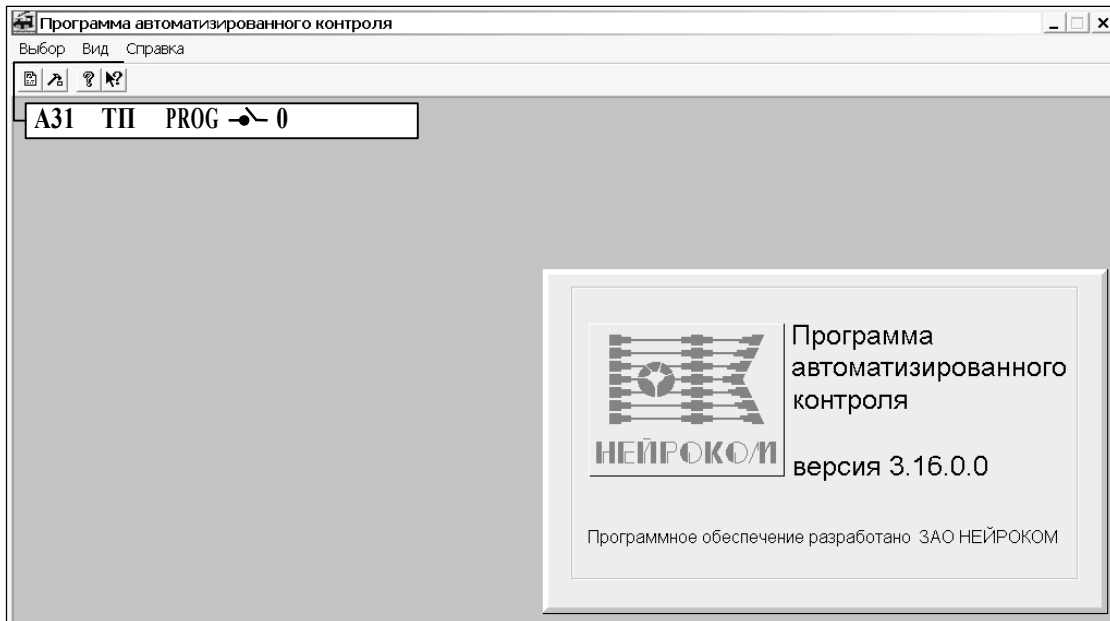 Программа автоматизированного контроля
Выбор Вид Справка
А31 ТП PROG 0
Программа
автоматизированного
контроля
НЕЙРОКОМ
версия 3.16.0.0
Программное обеспечение разработано ЗАО НЕЙРОКОМ